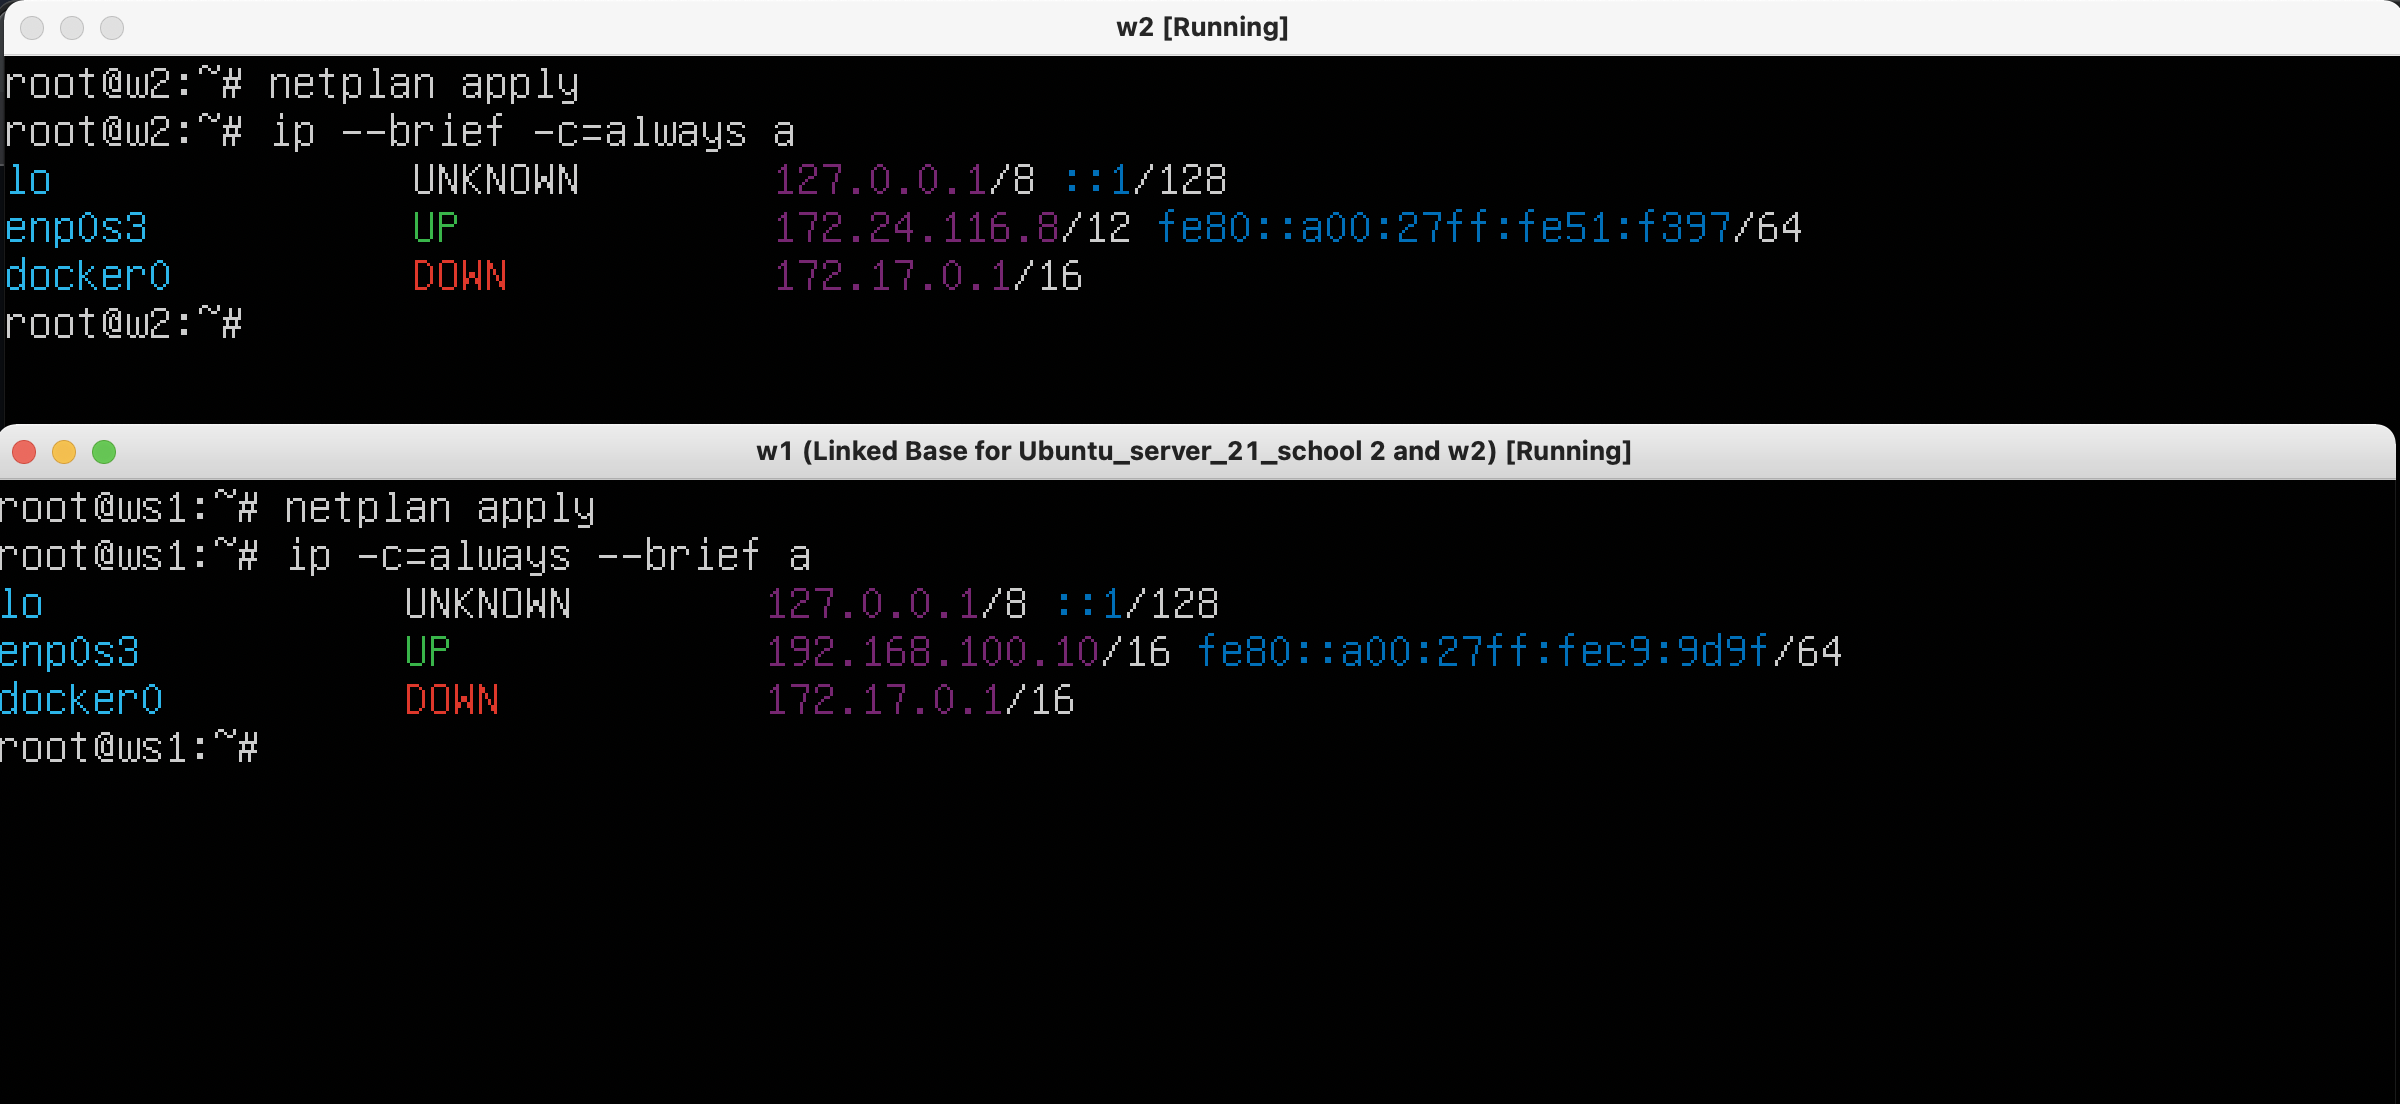 w2 [Running]
root@w2:~# netplan apply
root@w2:~# ip --brief -c=always a
lo UNKNOWN 127.0.0.1/8 ::1/128
enp0s3 UP 172.24.116.8/12 fe80::a00:27ff:fe51:f397/64
docker0 DOWN 172.17.0.1/16
root@w2:~#
w1 (Linked Base for Ubuntu_server_21_school 2 and w2) [Running]
root@ws1:~# netplan apply
root@ws1:~# ip -c=always --brief a
lo UNKNOWN 127.0.0.1/8 ::1/128
enp0s3 UP 192.168.100.10/16 fe80::a00:27ff:fec9:9d9f/64
docker0 DOWN 172.17.0.1/16
root@ws1:~#